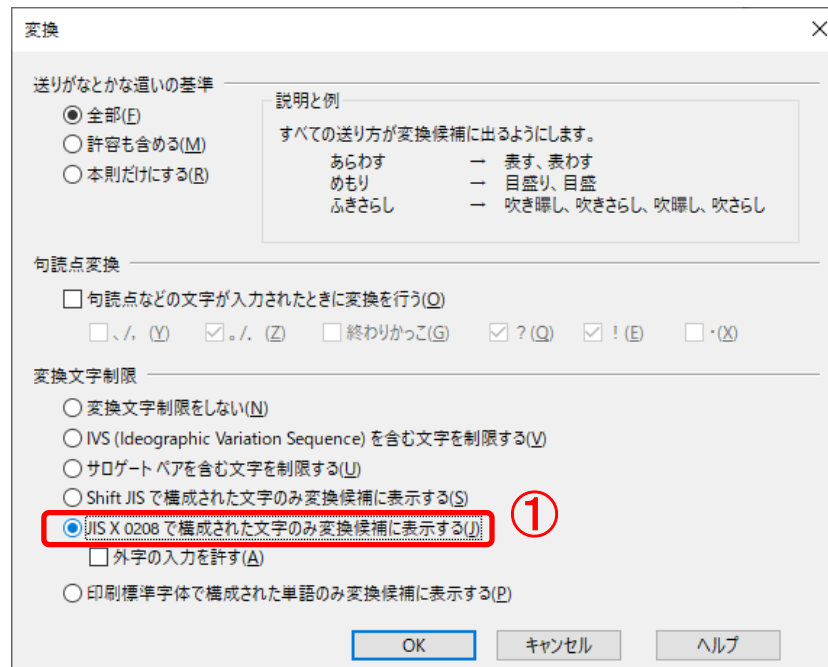 変換
送りがなとかな遣いの基準
全部(F)
許容も含める(M)
本則だけにする(R)
説明と例
すべての送り方が変換候補に出るようにします。
あらわす → 表す、表わす
めもり → 目盛り、目盛
ふきさらし → 吹き曝し、吹きさらし、吹曝し、吹さらし
句読点変換
句読点などの文字が入力されたときに変換を行う(O)
、/, (Y) 。/. (Z) 終わりかっこ(G) ?(Q) !(E) ・(X)
変換文字制限
変換文字制限をしない(N)
IVS (Ideographic Variation Sequence) を含む文字を制限する(V)
サロゲート ペアを含む文字を制限する(U)
Shift JIS で構成された文字のみ変換候補に表示する(S)
JIS X 0208 で構成された文字のみ変換候補に表示する(J) ①
外字の入力を許す(A)
印刷標準字体で構成された単語のみ変換候補に表示する(P)
OK キャンセル ヘルプ